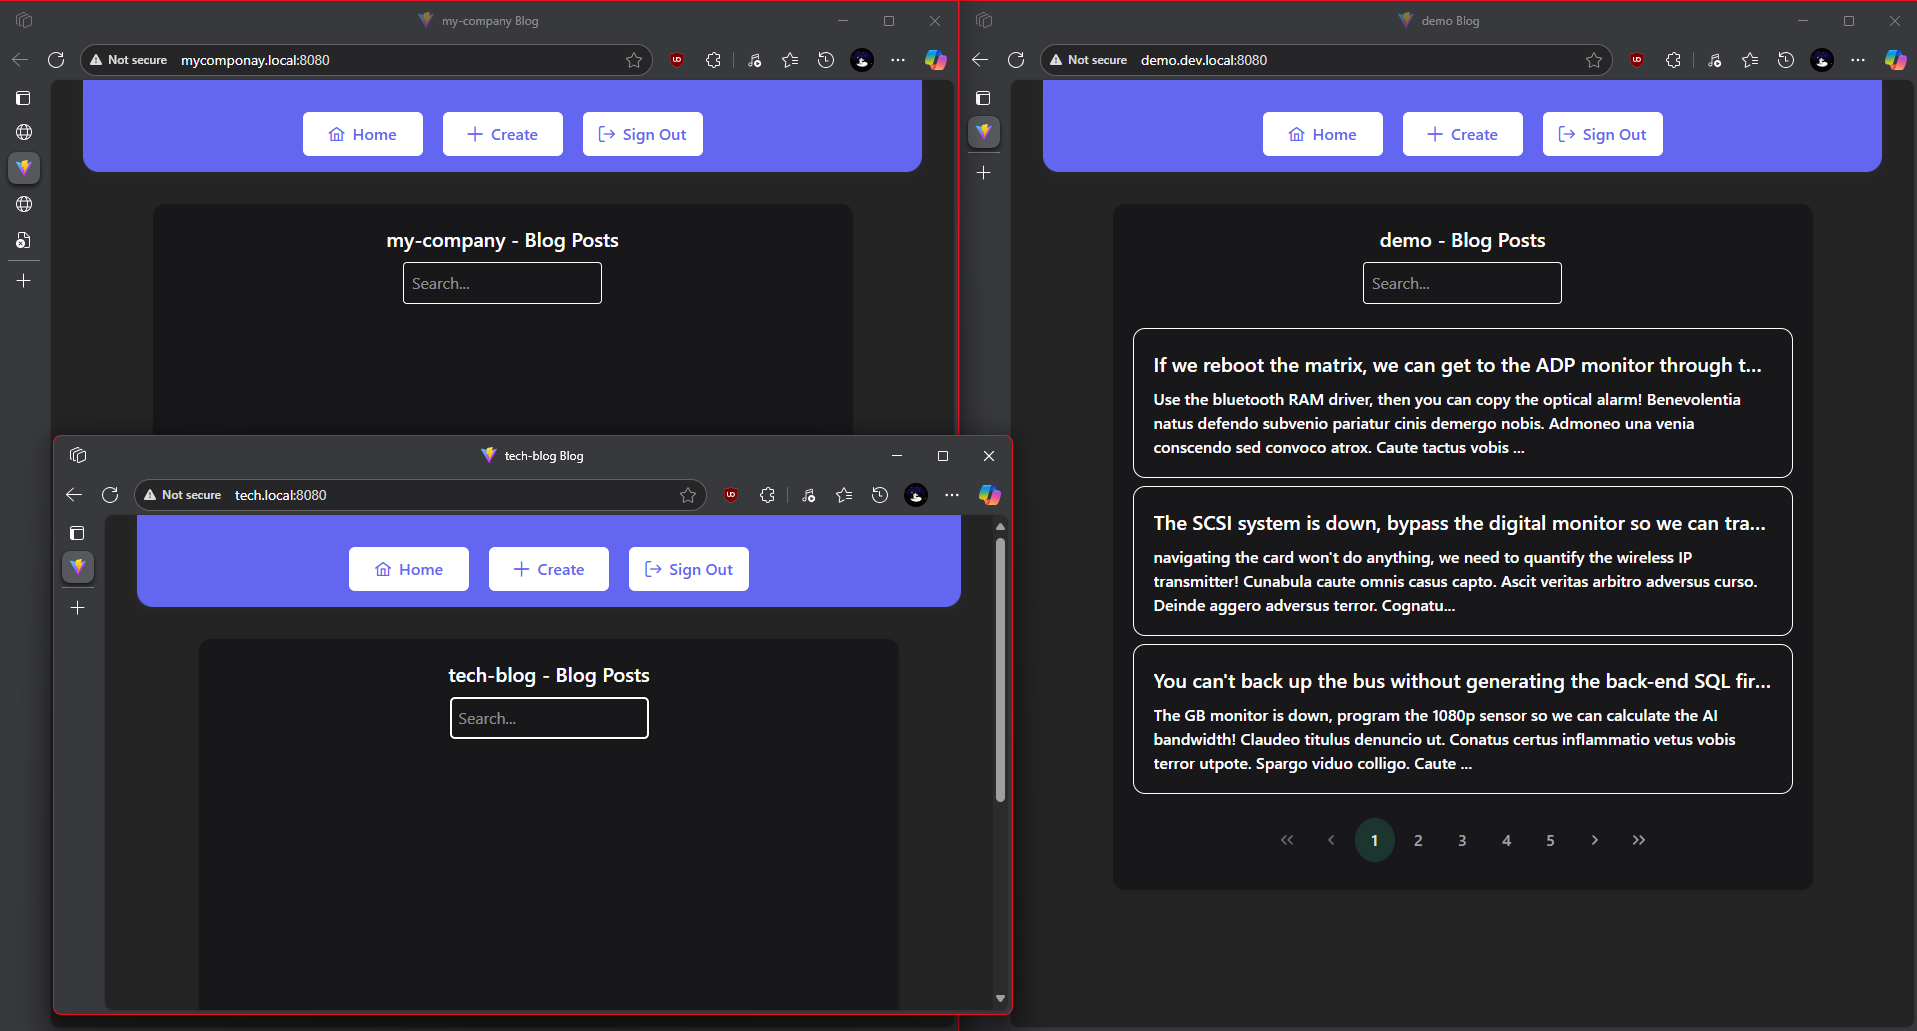 my-company Blog
Not secure mycomponay.local:8080
Home
Create
Sign Out
my-company - Blog Posts
Search...
tech-blog Blog
Not secure tech.local:8080
Home
Create
Sign Out
tech-blog - Blog Posts
Search...
demo Blog
Not secure demo.dev.local:8080
Home
Create
Sign Out
demo - Blog Posts
Search...
If we reboot the matrix, we can get to the ADP monitor through t...
Use the bluetooth RAM driver, then you can copy the optical alarm! Benevolentia
natus defendo subvenio pariatur cinis demergo nobis. Admoneo una venia
conscendo sed convoco atrox. Caute tactus vobis ...
The SCSI system is down, bypass the digital monitor so we can tra...
navigating the card won't do anything, we need to quantify the wireless IP
transmitter! Cunabula caute omnis casus capto. Ascit veritas arbitro adversus curso.
Deinde aggero adversus terror. Cognatu...
You can't back up the bus without generating the back-end SQL fir...
The GB monitor is down, program the 1080p sensor so we can calculate the AI
bandwidth! Claudeo titulus denuncio ut. Conatus certus inflammatio vetus vobis
terror utpote. Spargo viduo colligo. Caute ...
« ‹ 1 2 3 4 5 › »